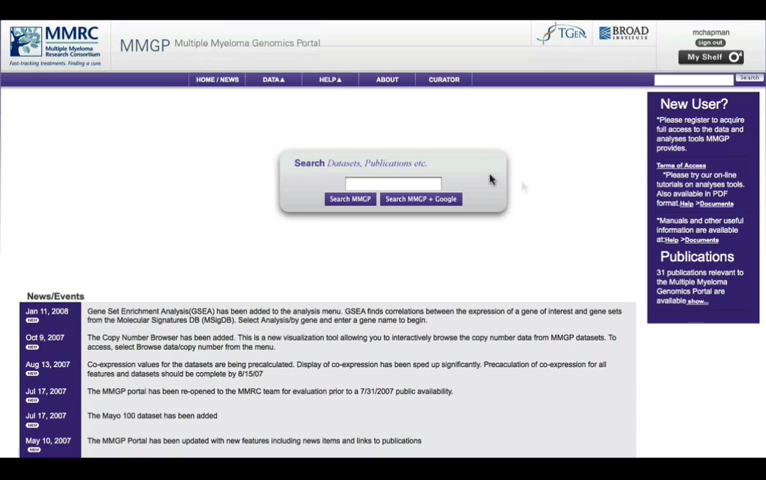 MMRC
Multiple Myeloma
Research Consortium
Fast-tracking treatments. Finding a cure.
MMGP Multiple Myeloma Genomics Portal
TGEN
BROAD
INSTITUTE
mchapman
sign out
My Shelf
HOME / NEWS
DATA▲
HELP▲
ABOUT
CURATOR
Search
Search Datasets, Publications etc.
Search MMGP
Search MMGP + Google
New User?
*Please register to acquire
full access to the data and
analyses tools MMGP
provides.
Terms of Access
*Please try our on-line
tutorials on analyses tools.
Also available in PDF
format.Help >Documents
*Manuals and other useful
information are available
at:Help >Documents
Publications
31 publications relevant to
the Multiple Myeloma
Genomics Portal are
available show...
News/Events
Jan 11, 2008
NEW
Gene Set Enrichment Analysis(GSEA) has been added to the analysis menu. GSEA finds correlations between the expression of a gene of interest and gene sets
from the Molecular Signatures DB (MSigDB). Select Analysis/by gene and enter a gene name to begin.
Oct 9, 2007
NEW
The Copy Number Browser has been added. This is a new visualization tool allowing you to interactively browse the copy number data from MMGP datasets. To
access, select Browse data/copy number from the menu.
Aug 13, 2007
NEW
Co-expression values for the datasets are being precalculated. Display of co-expression has been sped up significantly. Precaculation of co-expression for all
features and datasets should be complete by 8/15/07
Jul 17, 2007
NEW
The MMGP portal has been re-opened to the MMRC team for evaluation prior to a 7/31/2007 public availability.
Jul 17, 2007
NEW
The Mayo 100 dataset has been added
May 10, 2007
NEW
The MMGP Portal has been updated with new features including news items and links to publications